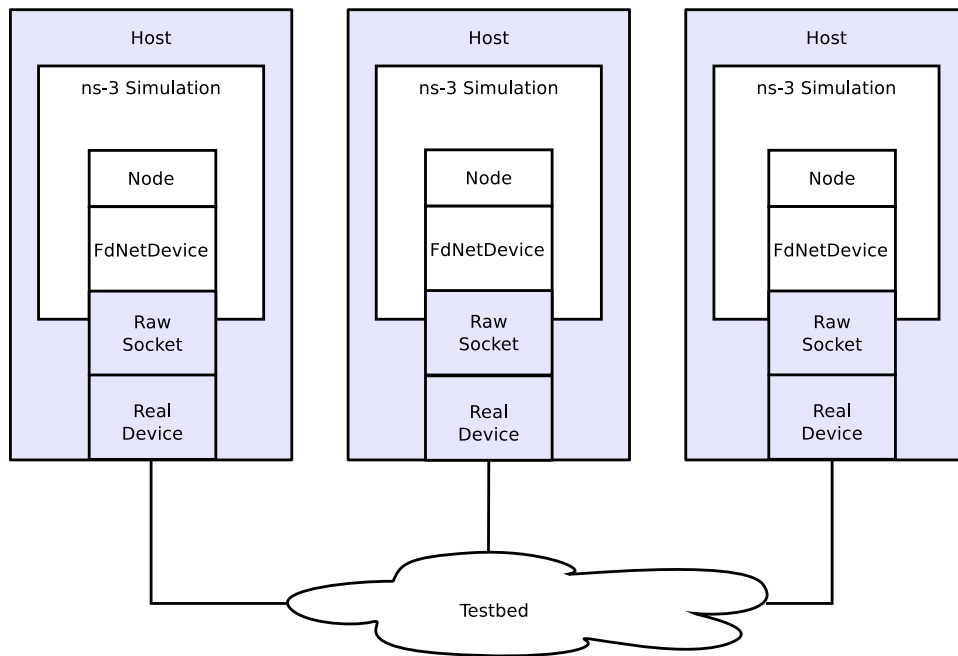 Host
ns-3 Simulation
Node
FdNetDevice
Raw
Socket
Real
Device
Host
ns-3 Simulation
Node
FdNetDevice
Raw
Socket
Real
Device
Host
ns-3 Simulation
Node
FdNetDevice
Raw
Socket
Real
Device
Testbed